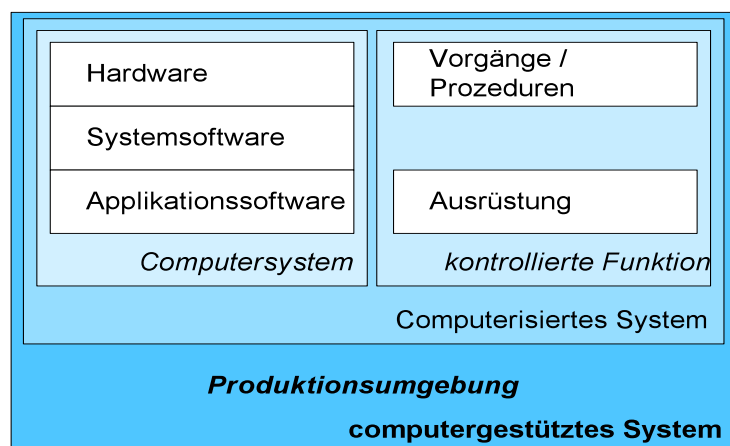 Hardware
Systemsoftware
Applikationssoftware
Computersystem
Vorgänge /
Prozeduren
Ausrüstung
kontrollierte Funktion
Computerisiertes System
Produktionsumgebung
computergestütztes System